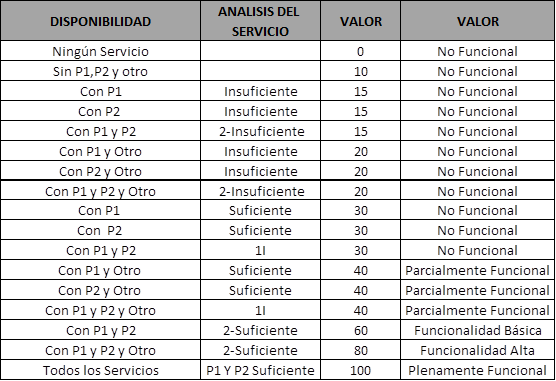 DISPONIBILIDAD ANALISIS DEL SERVICIO VALOR VALOR
Ningún Servicio 0 No Funcional
Sin P1,P2 y otro 10 No Funcional
Con P1 Insuficiente 15 No Funcional
Con P2 Insuficiente 15 No Funcional
Con P1 y P2 2-Insuficiente 15 No Funcional
Con P1 y Otro Insuficiente 20 No Funcional
Con P2 y Otro Insuficiente 20 No Funcional
Con P1 y P2 y Otro 2-Insuficiente 20 No Funcional
Con P1 Suficiente 30 No Funcional
Con P2 Suficiente 30 No Funcional
Con P1 y P2 1I 30 No Funcional
Con P1 y Otro Suficiente 40 Parcialmente Funcional
Con P2 y Otro Suficiente 40 Parcialmente Funcional
Con P1 y P2 y Otro 1I 40 Parcialmente Funcional
Con P1 y P2 2-Suficiente 60 Funcionalidad Básica
Con P1 y P2 y Otro 2-Suficiente 80 Funcionalidad Alta
Todos los Servicios P1 Y P2 Suficiente 100 Plenamente Funcional